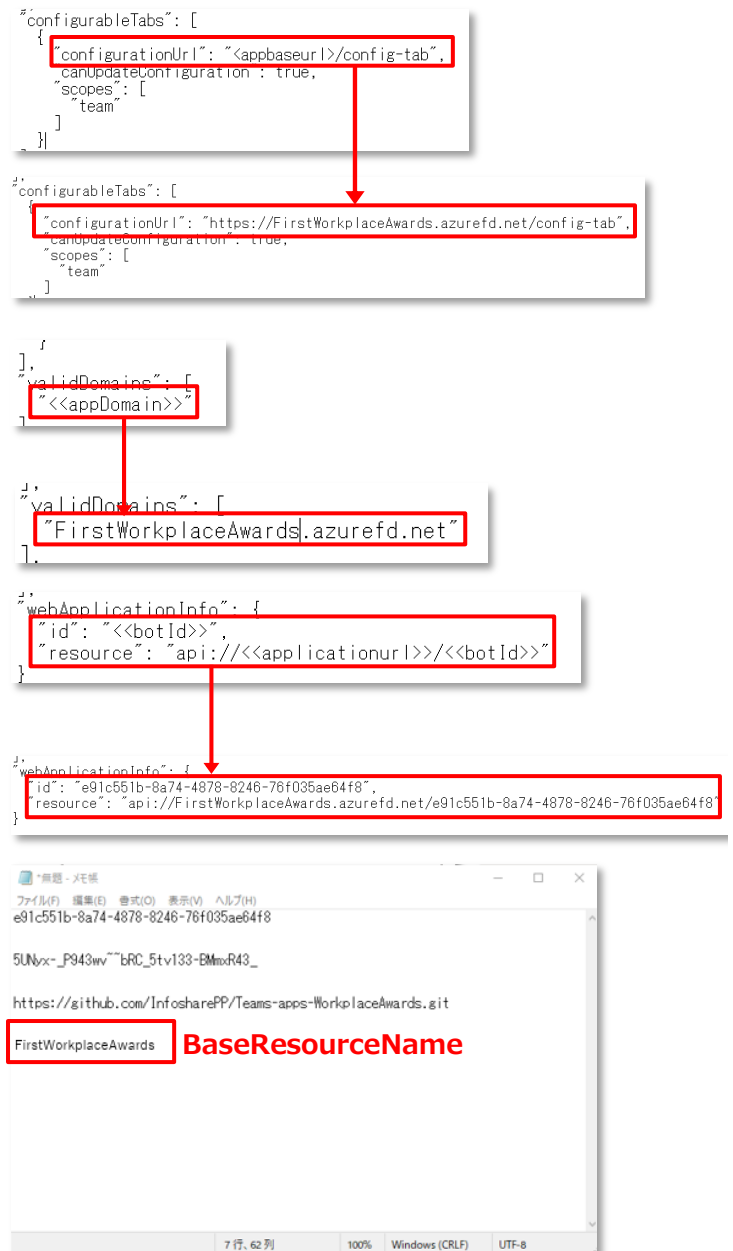 "configurableTabs": [
{
"configurationUrl": "<appbaseurl>/config-tab",
"canUpdateConfiguration": true,
"scopes": [
"team"
]
}
"configurableTabs": [
{
"configurationUrl": "https://FirstWorkplaceAwards.azurefd.net/config-tab",
"canUpdateConfiguration": true,
"scopes": [
"team"
]
}
],
"validDomains": [
"<<appDomain>>"
]
],
"validDomains": [
"FirstWorkplaceAwards.azurefd.net"
],
],
"webApplicationInfo": {
"id": "<<botId>>",
"resource": "api://<<applicationurl>>/<<botId>>"
}
],
"webApplicationInfo": {
"id": "e91c551b-8a74-4878-8246-76f035ae64f8",
"resource": "api://FirstWorkplaceAwards.azurefd.net/e91c551b-8a74-4878-8246-76f035ae64f8"
}
*無題 - メモ帳
ファイル(F) 編集(E) 書式(O) 表示(V) ヘルプ(H)
e91c551b-8a74-4878-8246-76f035ae64f8
5UNyx-_P943wv~~bRC_5tv133-BMmxR43_
https://github.com/InfosharePP/Teams-apps-WorkplaceAwards.git
FirstWorkplaceAwards BaseResourceName
7 行、62 列 100% Windows (CRLF) UTF-8